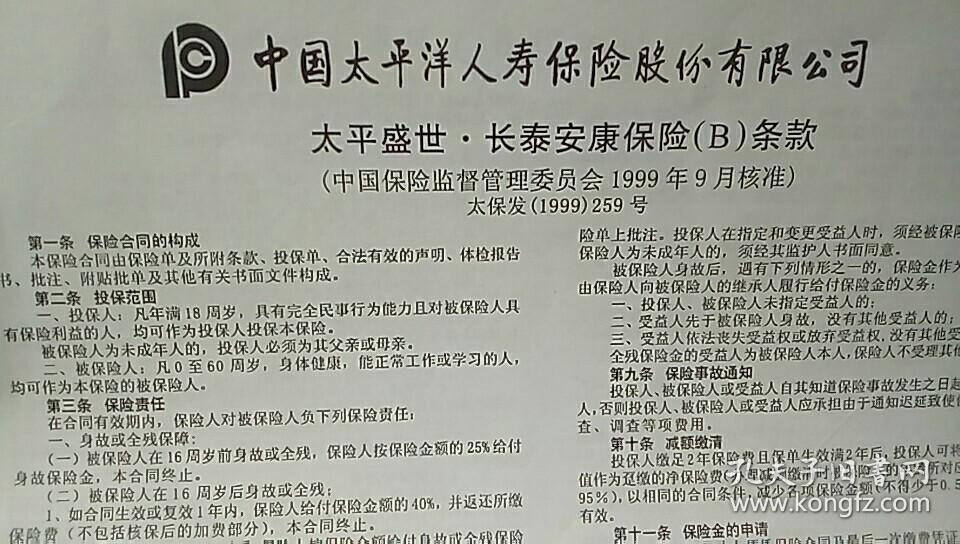 中国太平洋人寿保险股份有限公司
太平盛世·长泰安康保险(B)条款
(中国保险监督管理委员会1999年9月核准)
太保发(1999)259号
第一条 保险合同的构成
本保险合同由保险单及所附条款、投保单、合法有效的声明、体检报告
书、批注、附贴批单及其他有关书面文件构成。
第二条 投保范围
一、投保人：凡年满18周岁，具有完全民事行为能力且对被保险人具
有保险利益的人，均可作为投保人投保本保险。
被保险人为未成年人的，投保人必须为其父亲或母亲。
二、被保险人：凡0至60周岁，身体健康，能正常工作或学习的人，
均可作为本保险的被保险人。
第三条 保险责任
在合同有效期内，保险人对被保险人负下列保险责任：
一、身故或全残保障：
(一)被保险人在16周岁前身故或全残，保险人按保险金额的25%给付
身故保险金，本合同终止。
(二)被保险人在16周岁后身故或全残：
1、如合同生效或复效1年内，保险人给付保险金额的40%，并返还所缴
保险费(不包括核保后的加费部分)，本合同终止。
保险金额给付身故或全残保险
险单上批注。投保人在指定和变更受益人时，须经被保险
保险人为未成年人的，须经其监护人书面同意。
被保险人身故后，遇有下列情形之一的，保险金作为
由保险人向被保险人的继承人履行给付保险金的义务：
一、投保人、被保险人未指定受益人的；
二、受益人先于被保险人身故，没有其他受益人的；
三、受益人依法丧失受益权或放弃受益权，没有其他受
全残保险金的受益人为被保险人本人，保险人不受理其他
第九条 保险事故通知
投保人、被保险人或受益人自其知道保险事故发生之日起
人，否则投保人、被保险人或受益人应承担由于通知迟延致使
查、调查等项费用。
第十条 减额缴清
投保人缴足2年保险费且保单生效满2年后，投保人可将
值作为趸缴的净保险费
95%)，以相同的合同条件，减少各项保险金额(不得少于0.5
有效。
第十一条 保险金的申请
孔夫子旧书网
kongfz.com